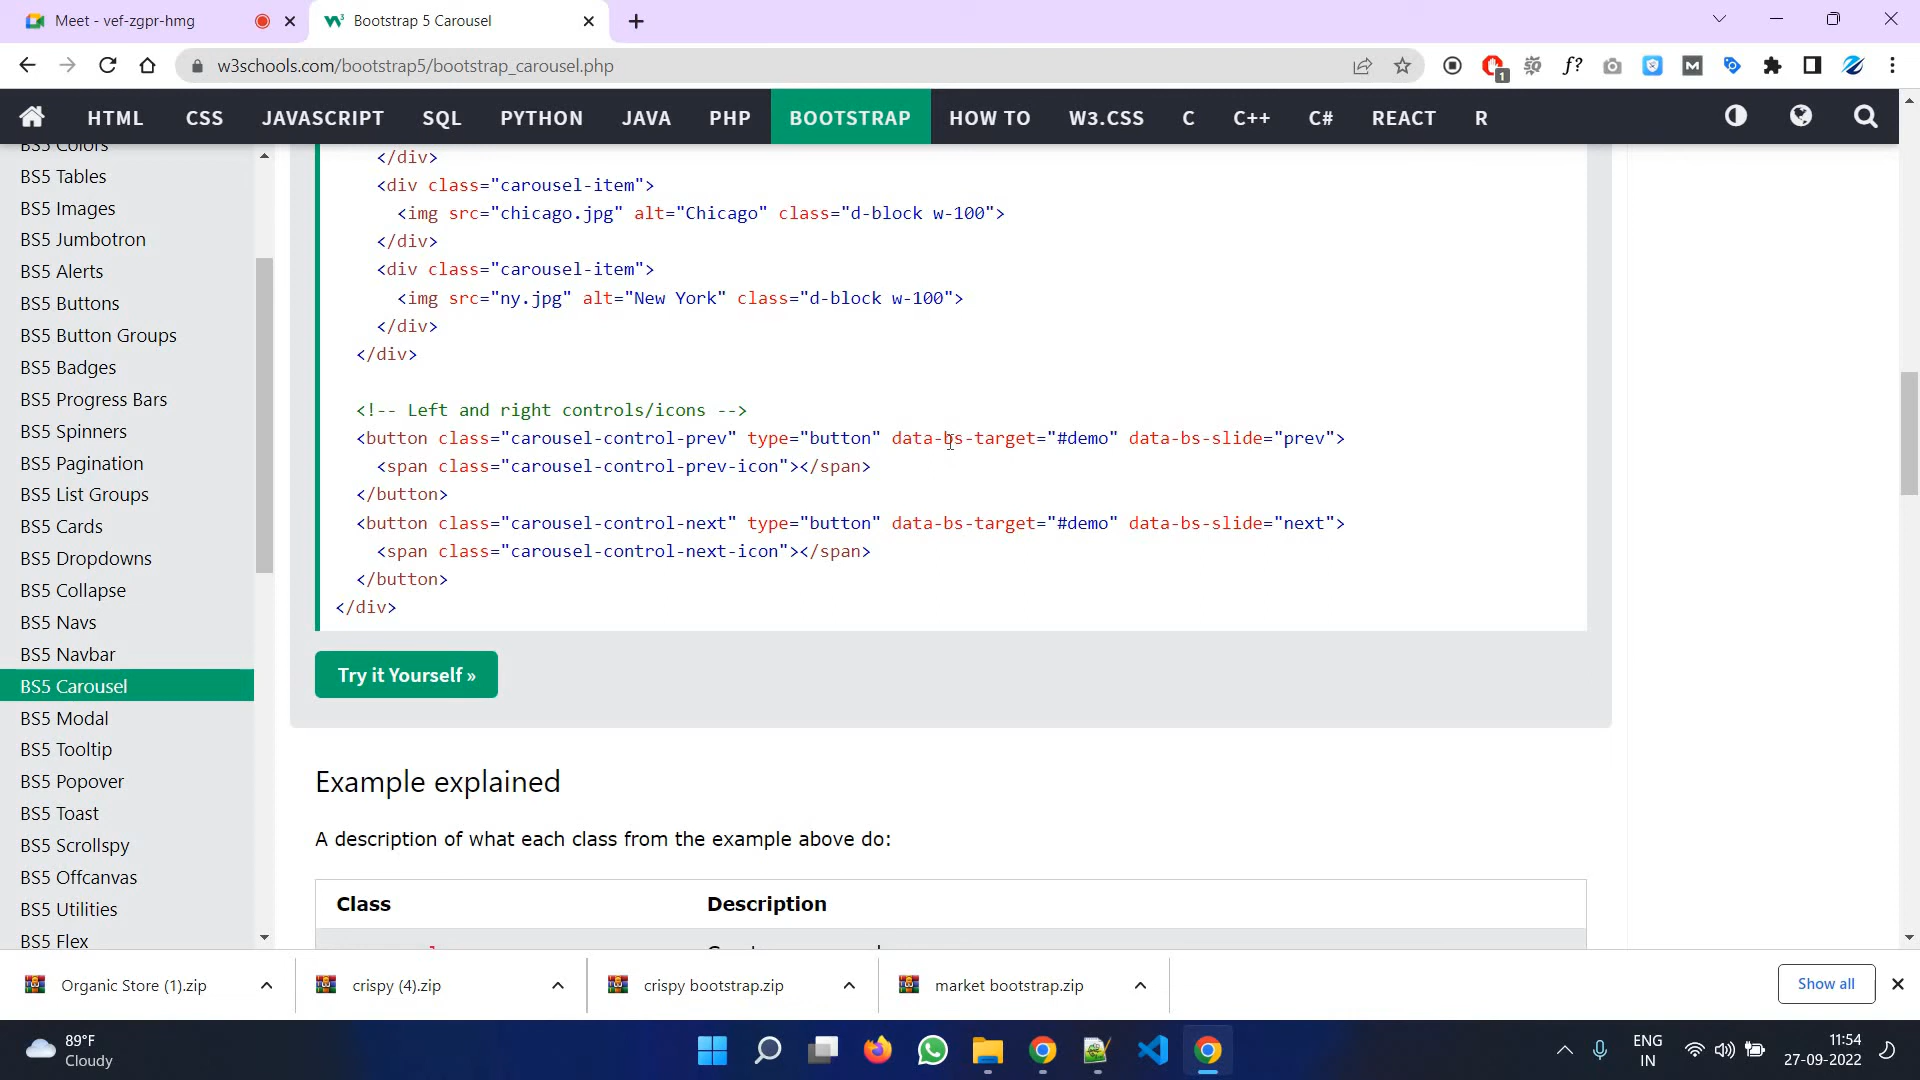 Meet - vef-zgpr-hmg
Bootstrap 5 Carousel
w3schools.com/bootstrap5/bootstrap_carousel.php
1
HTML CSS JAVASCRIPT SQL PYTHON JAVA PHP BOOTSTRAP HOW TO W3.CSS C C++ C# REACT R
BS5 Colors
BS5 Tables
BS5 Images
BS5 Jumbotron
BS5 Alerts
BS5 Buttons
BS5 Button Groups
BS5 Badges
BS5 Progress Bars
BS5 Spinners
BS5 Pagination
BS5 List Groups
BS5 Cards
BS5 Dropdowns
BS5 Collapse
BS5 Navs
BS5 Navbar
BS5 Carousel
BS5 Modal
BS5 Tooltip
BS5 Popover
BS5 Toast
BS5 Scrollspy
BS5 Offcanvas
BS5 Utilities
BS5 Flex
</div>
<div class="carousel-item">
<img src="chicago.jpg" alt="Chicago" class="d-block w-100">
</div>
<div class="carousel-item">
<img src="ny.jpg" alt="New York" class="d-block w-100">
</div>
</div>
<!-- Left and right controls/icons -->
<button class="carousel-control-prev" type="button" data-bs-target="#demo" data-bs-slide="prev">
<span class="carousel-control-prev-icon"></span>
</button>
<button class="carousel-control-next" type="button" data-bs-target="#demo" data-bs-slide="next">
<span class="carousel-control-next-icon"></span>
</button>
</div>
Try it Yourself »
Example explained
A description of what each class from the example above do:
Class Description
Organic Store (1).zip
crispy (4).zip
crispy bootstrap.zip
market bootstrap.zip
Show all
89°F
Cloudy
ENG
IN
11:54
27-09-2022